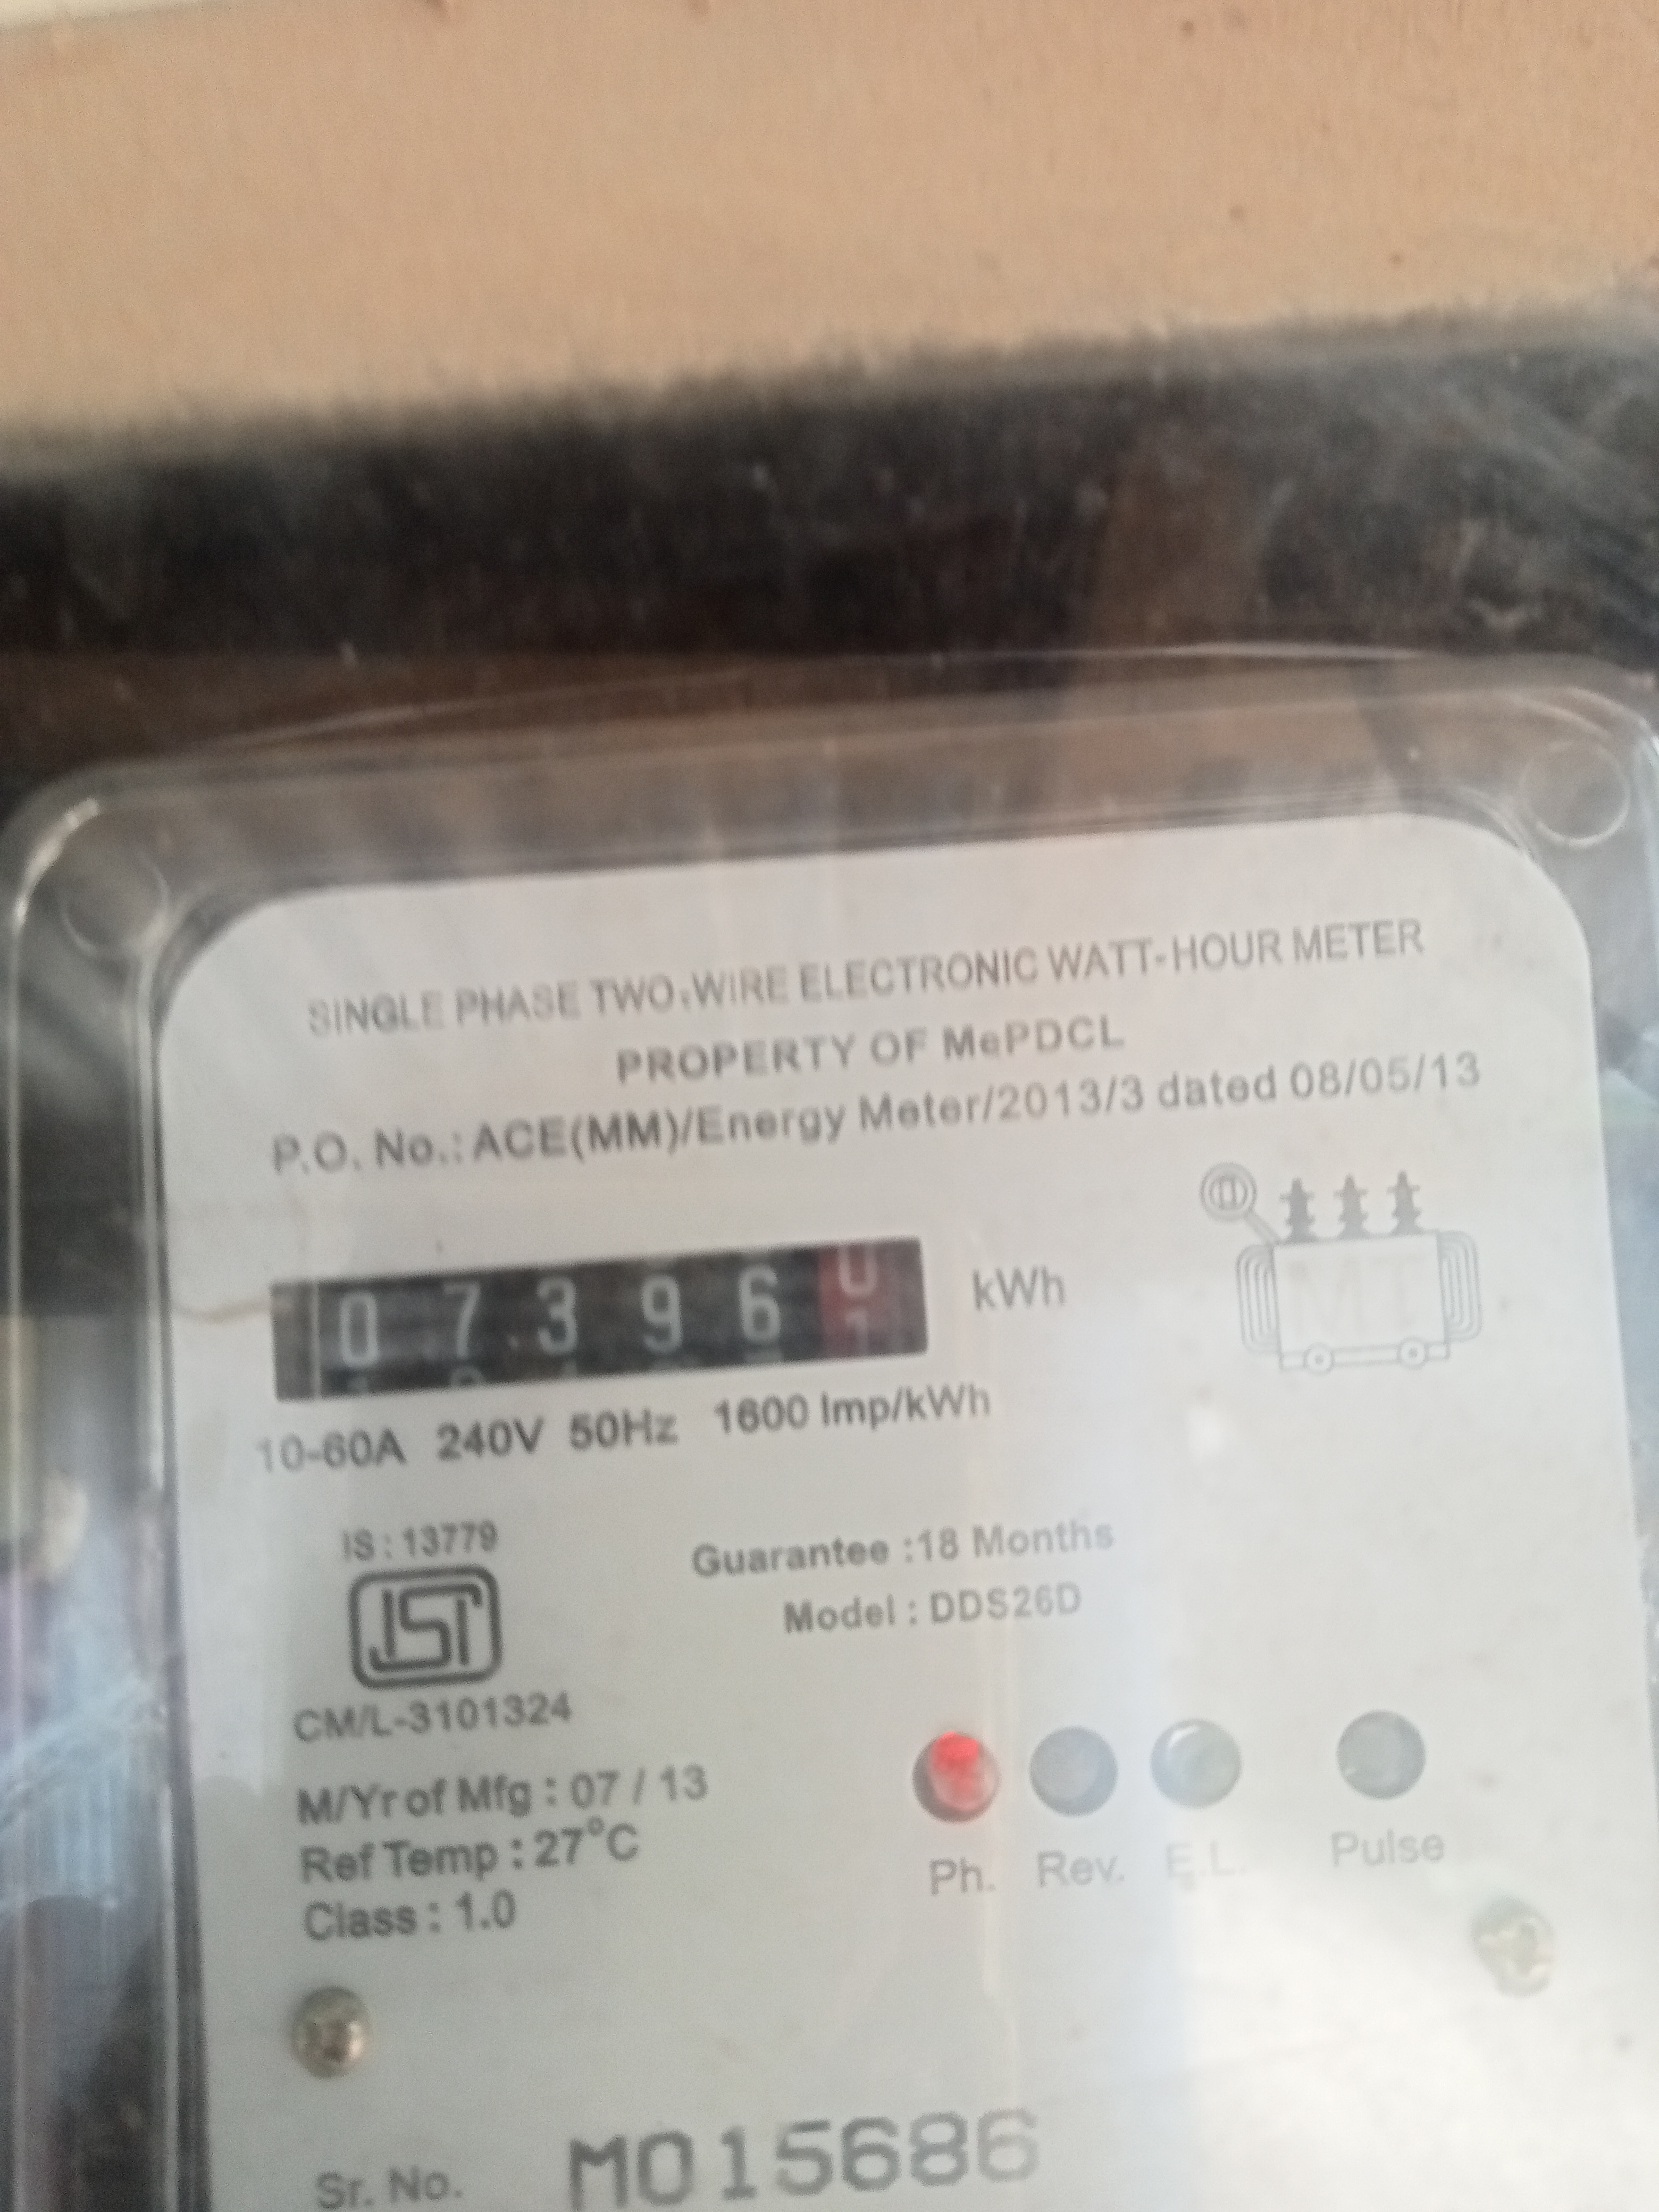 SINGLE PHASE TWO-WIRE ELECTRONIC WATT-HOUR METER
PROPERTY OF MePDCL
P.O. No.: ACE(MM)/Energy Meter/2013/3 dated 08/05/13
MT
0 7 3 9 6 0 kWh
1
10-60A 240V 50Hz 1600 Imp/kWh
IS : 13779
ISI
CM/L-3101324
Guarantee :18 Months
Model : DDS26D
M/Yr of Mfg : 07 / 13
Ref Temp : 27°C
Class : 1.0
Ph. Rev. E.L. Pulse
Sr. No. M015686